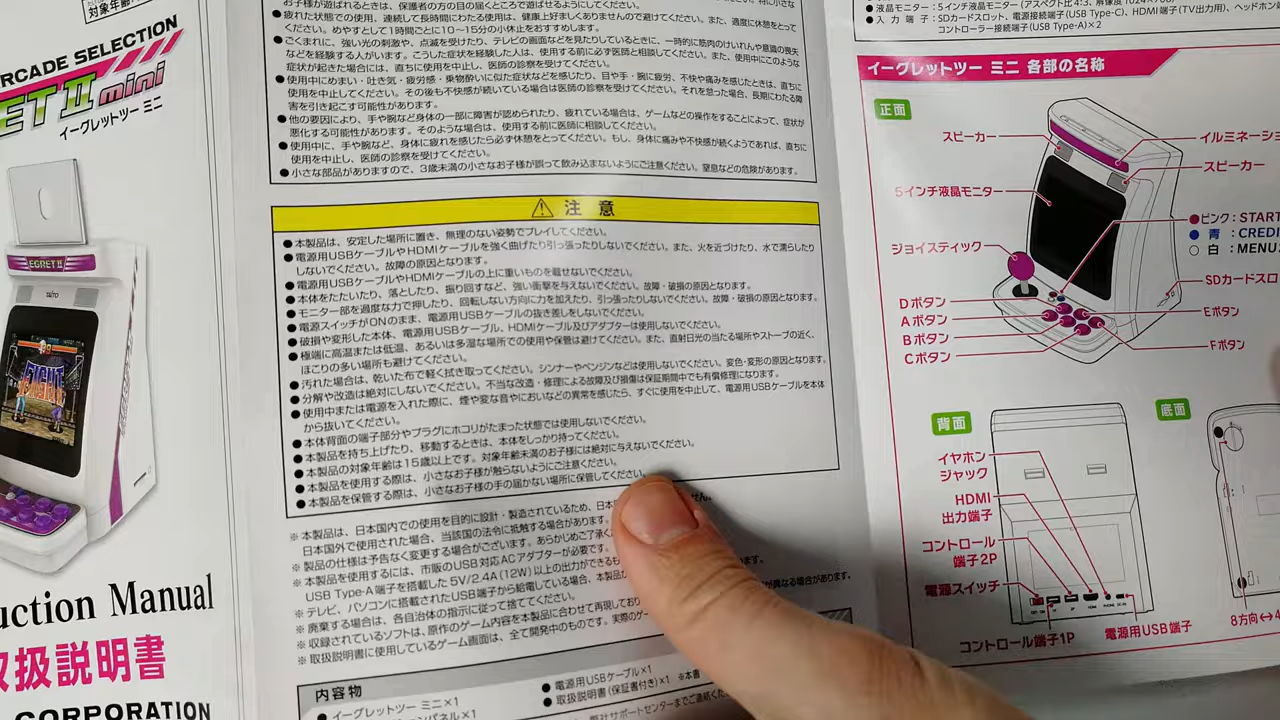 対象年齢
ARCADE SELECTION
EGRET II mini
イーグレットツー ミニ
EGRET II
TAITO
FIGHT
uction Manual
取扱説明書
CORPORATION
お子様が遊ばれるときは、保護者の方の目の届くところで遊ばせるようにしてください。
●疲れた状態での使用、連続して長時間にわたる使用は、健康上好ましくありませんので避けてください。また、適度に休憩をとって
ください。めやすとして1時間ごとに10～15分の小休止をおすすめします。
●ごくまれに、強い光の刺激や、点滅を受けたり、テレビの画面などを見たりしているときに、一時的に筋肉のけいれんや意識の喪失
などを経験する人がいます。こうした症状を経験した人は、使用する前に必ず医師と相談してください。また、使用中にこのような
症状が起きた場合には、直ちに使用を中止し、医師の診察を受けてください。
●使用中にめまい・吐き気・疲労感・乗物酔いに似た症状などを感じたり、目や手・腕に疲労、不快や痛みを感じたときは、直ちに
使用を中止してください。その後も不快感が続いている場合は医師の診察を受けてください。それを怠った場合、長期にわたる障
害を引き起こす可能性があります。
●他の要因により、手や腕など身体の一部に障害が認められたり、疲れている場合は、ゲームなどの操作をすることによって、症状が
悪化する可能性があります。そのような場合は、使用する前に医師に相談してください。
●使用中に、手や腕など、身体に疲れを感じたら必ず休憩をとってください。もし、身体に痛みや不快感が続くようであれば、直ちに
使用を中止し、医師の診察を受けてください。
●小さな部品がありますので、3歳未満の小さなお子様が誤って飲み込まないようにご注意ください。窒息などの危険があります。
⚠ 注 意
●本製品は、安定した場所に置き、無理のない姿勢でプレイしてください。
●電源用USBケーブルやHDMIケーブルを強く曲げたり引っ張ったりしないでください。また、火を近づけたり、水で濡らしたり
しないでください。故障の原因となります。
●電源用USBケーブルやHDMIケーブルの上に重いものを載せないでください。
●本体をたたいたり、落としたり、振り回すなど、強い衝撃を与えないでください。故障・破損の原因となります。
●モニター部を過度な力で押したり、回転しない方向に力を加えたり、引っ張ったりしないでください。故障・破損の原因となります。
●電源スイッチがONのまま、電源用USBケーブルの抜き差しをしないでください。
●破損や変形した本体、電源用USBケーブル、HDMIケーブル及びアダプターは使用しないでください。
●極端に高温または低温、あるいは多湿な場所での使用や保管は避けてください。また、直射日光の当たる場所やストーブの近く、
ほこりの多い場所も避けてください。
●汚れた場合は、乾いた布で軽く拭き取ってください。シンナーやベンジンなどは使用しないでください。変色・変形の原因となります。
●分解や改造は絶対にしないでください。不当な改造・修理による故障及び損傷は保証期間中でも有償修理になります。
●使用中または電源を入れた際に、煙や変な音やにおいなどの異常を感じたら、すぐに使用を中止して、電源用USBケーブルを本体
から抜いてください。
●本体背面の端子部分やプラグにホコリがたまった状態では使用しないでください。
●本製品を持ち上げたり、移動するときは、本体をしっかり持ってください。
●本製品の対象年齢は15歳以上です。対象年齢未満のお子様には絶対に与えないでください。
●本製品を使用する際は、小さなお子様が触らないようにご注意ください。
●本製品を保管する際は、小さなお子様の手の届かない場所に保管してください。
※ 本製品は、日本国内での使用を目的に設計・製造されているため、日本
せん。
日本国外で使用された場合、当該国の法令に抵触する場合があります。
※ 製品の仕様は予告なく変更する場合がございます。あらかじめご了承く
※ 本製品を使用するには、市販のUSB対応ACアダプターが必要です。
USB Type-A端子を搭載した 5V/2.4A(12W)以上の出力ができるも
※ テレビ、パソコンに搭載されたUSB端子から給電している場合、本製品が
※ 廃棄する場合は、各自治体の指示に従って捨ててください。
※ 収録されているソフトは、原作のゲーム内容を本製品に合わせて再現してお
が異なる場合があります。
※ 取扱説明書に使用しているゲーム画面は、全て開発中のものです。実際のゲー
内容物
●イーグレットツー ミニ×1
●電源用USBケーブル×1
●取扱説明書(保証書付き)×1 ※本書
●液晶モニター：5インチ液晶モニター(アスペクト比4:3、解像度1024×768)
●入 力 端 子：SDカードスロット、電源接続端子(USB Type-C)、HDMI端子(TV出力用)、ヘッドホン
コントローラー接続端子(USB Type-A)×2
イーグレットツー ミニ 各部の名称
正面
スピーカー
イルミネーショ
スピーカー
5インチ液晶モニター
●ピンク：START
● 青 ：CREDI
○ 白 ：MENU
ジョイスティック
SDカードスロ
Dボタン
Aボタン
Bボタン
Cボタン
Eボタン
Fボタン
背面
底面
イヤホン
ジャック
HDMI
出力端子
コントロール
端子2P
電源スイッチ
コントロール端子1P
電源用USB端子
8方向↔4